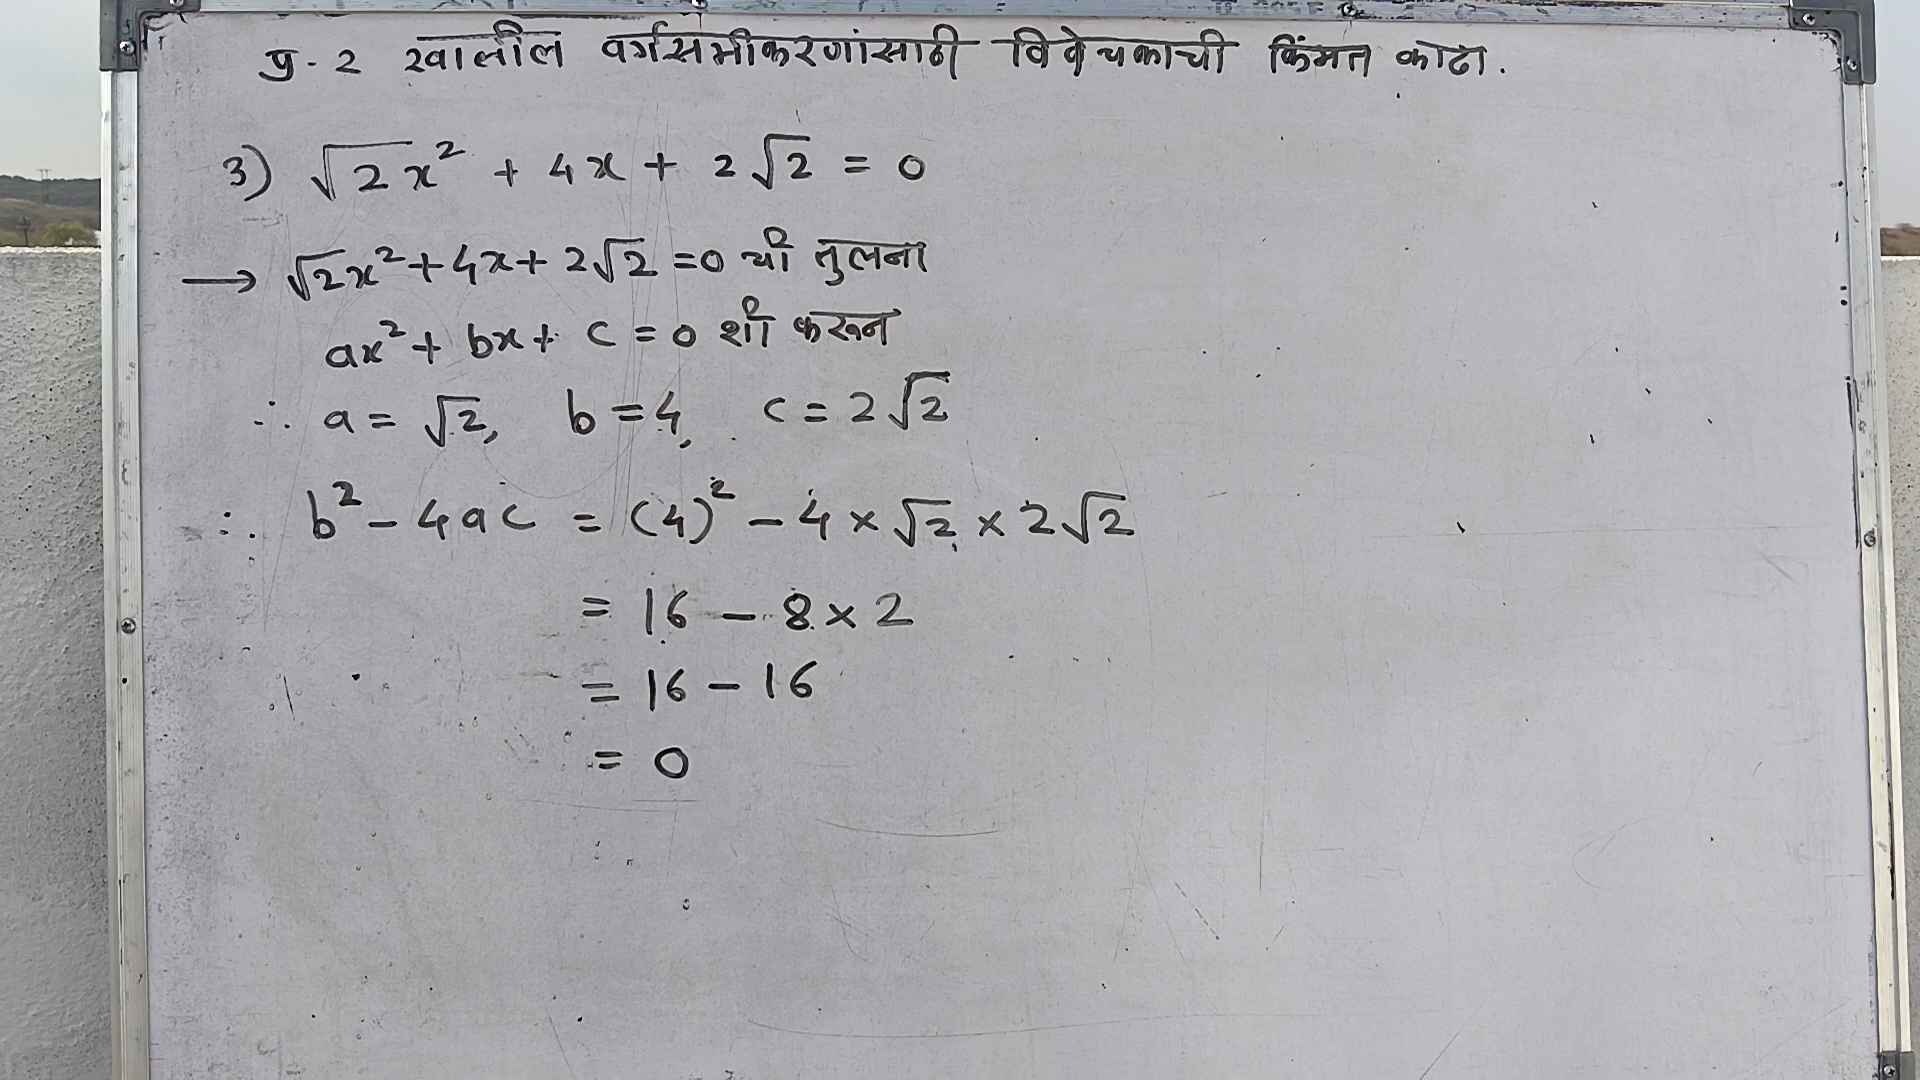 प्र-2 खालील वर्गसमीकरणांसाठी विवेचकाची किंमत काढा.
3) √2x² + 4x + 2√2 = 0
→ √2x² + 4x + 2√2 = 0 ची तुलना
ax² + bx + c = 0 शी करून
∴ a = √2, b = 4, c = 2√2
∴ b² - 4ac = (4)² - 4 × √2 × 2√2
= 16 - 8 × 2
= 16 - 16
= 0